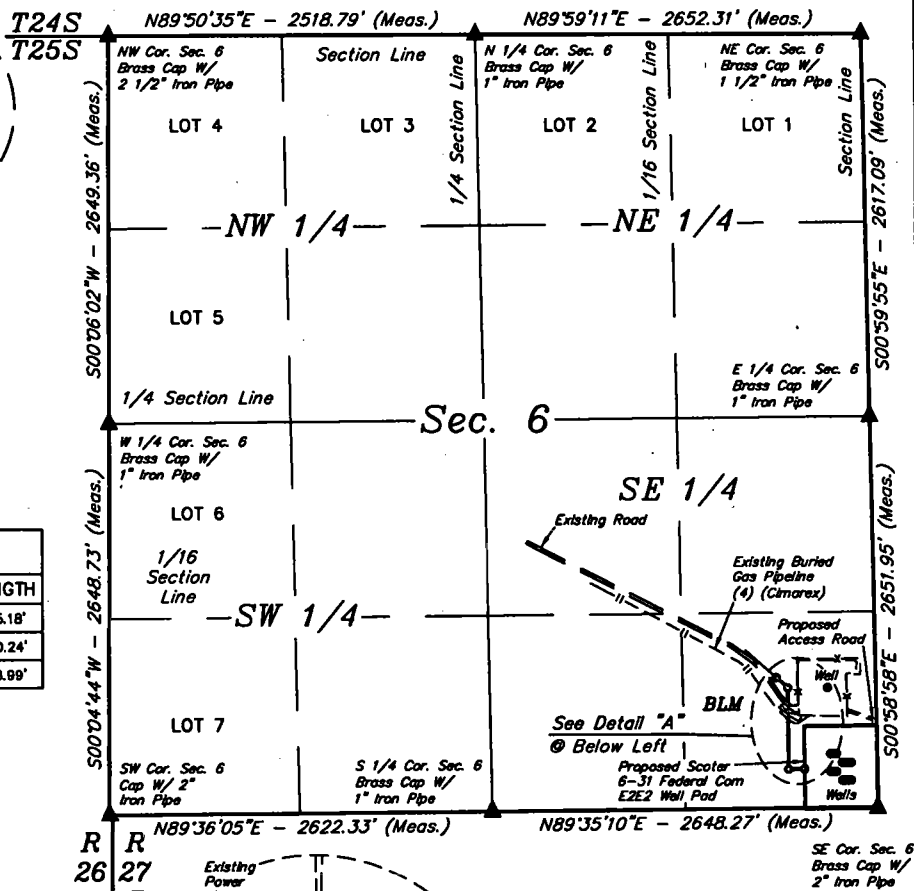 T24S
T25S
N89°50'35"E - 2518.79' (Meas.)
N89°59'11"E - 2652.31' (Meas.)
NW Cor. Sec. 6
Brass Cap W/
2 1/2" Iron Pipe
Section Line
N 1/4 Cor. Sec. 6
Brass Cap W/
1" Iron Pipe
NE Cor. Sec. 6
Brass Cap W/
1 1/2" Iron Pipe
LOT 4
LOT 3
LOT 2
LOT 1
1/4 Section Line
1/16 Section Line
Section Line
S00°06'02"W - 2649.36' (Meas.)
S00°59'55"E - 2617.09' (Meas.)
NW 1/4
NE 1/4
LOT 5
1/4 Section Line
E 1/4 Cor. Sec. 6
Brass Cap W/
1" Iron Pipe
Sec. 6
W 1/4 Cor. Sec. 6
Brass Cap W/
1" Iron Pipe
SE 1/4
LOT 6
Existing Road
1/16
Section
Line
Existing Buried
Gas Pipeline
(4) (Cimarex)
S00°04'44"W - 2648.73' (Meas.)
S00°58'58"E - 2651.95' (Meas.)
SW 1/4
Proposed
Access Road
Well
BLM
LOT 7
See Detail "A"
@ Below Left
Proposed Scoter
6-31 Federal Com
E2E2 Well Pad
Wells
SW Cor. Sec. 6
Cap W/ 2"
Iron Pipe
S 1/4 Cor. Sec. 6
Brass Cap W/
1" Iron Pipe
N89°36'05"E - 2622.33' (Meas.)
N89°35'10"E - 2648.27' (Meas.)
SE Cor. Sec. 6
Brass Cap W/
2" Iron Pipe
R R
26 27
Existing
Power